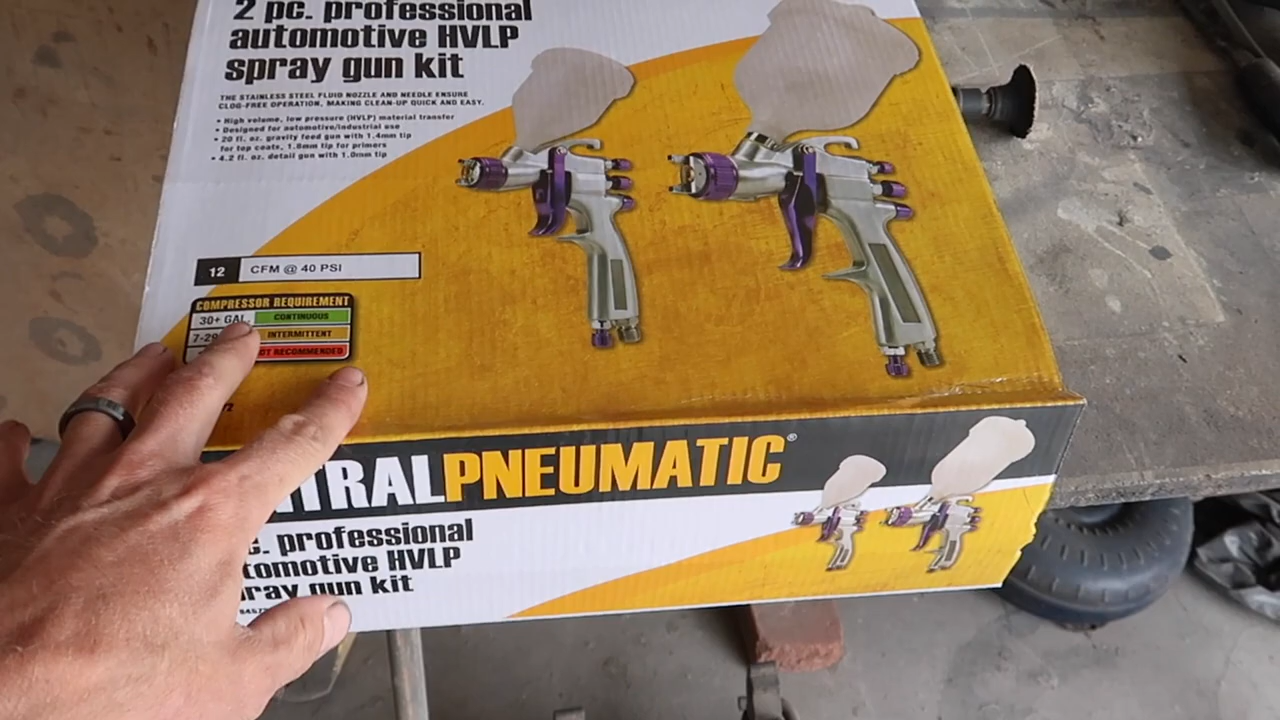 2 pc. professional
automotive HVLP
spray gun kit
THE STAINLESS STEEL FLUID NOZZLE AND NEEDLE ENSURE
CLOG-FREE OPERATION, MAKING CLEAN-UP QUICK AND EASY.
• High volume, low pressure (HVLP) material transfer
• Designed for automotive/industrial use
• 20 fl. oz. gravity feed gun with 1.4mm tip
for top coats, 1.8mm tip for primers
• 4.2 fl. oz. detail gun with 1.0mm tip
12 CFM @ 40 PSI
COMPRESSOR REQUIREMENT
30+ GAL. CONTINUOUS
INTERMITTENT
RECOMMENDED
TRALPNEUMATIC®
c. professional
tomotive HVLP
ray gun kit